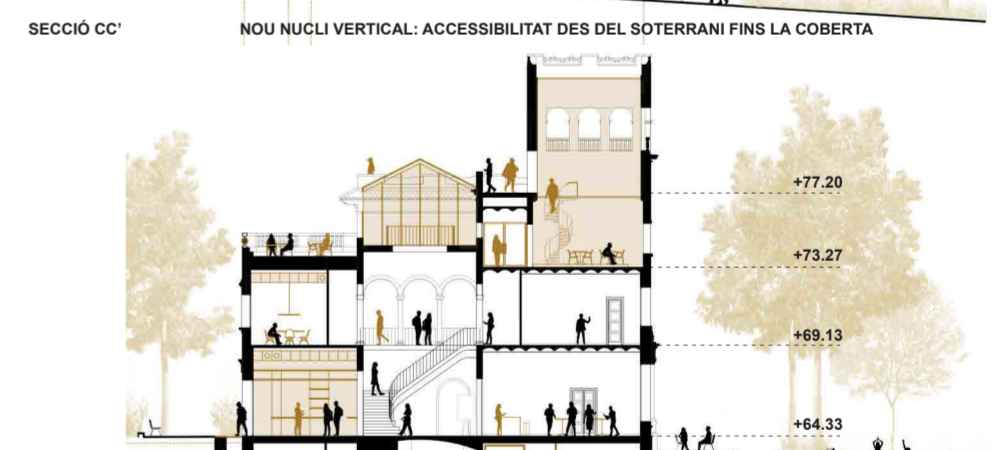 SECCIÓ CC’
NOU NUCLI VERTICAL: ACCESSIBILITAT DES DEL SOTERRANI FINS LA COBERTA
+77.20
+73.27
+69.13
+64.33